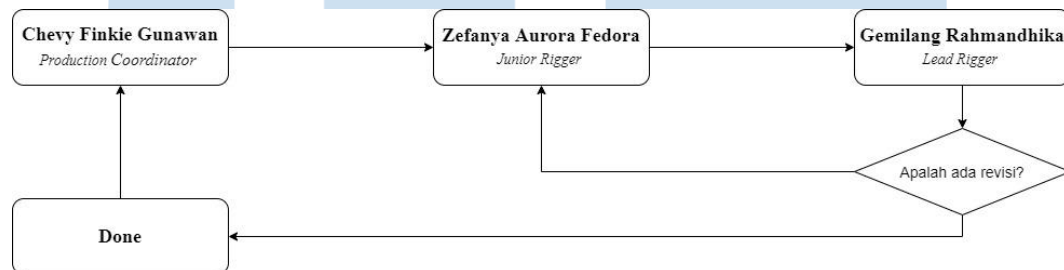 Chevy Finkie Gunawan
Production Coordinator
Zefanya Aurora Fedora
Junior Rigger
Gemilang Rahmandhika
Lead Rigger
Apalah ada revisi?
Done